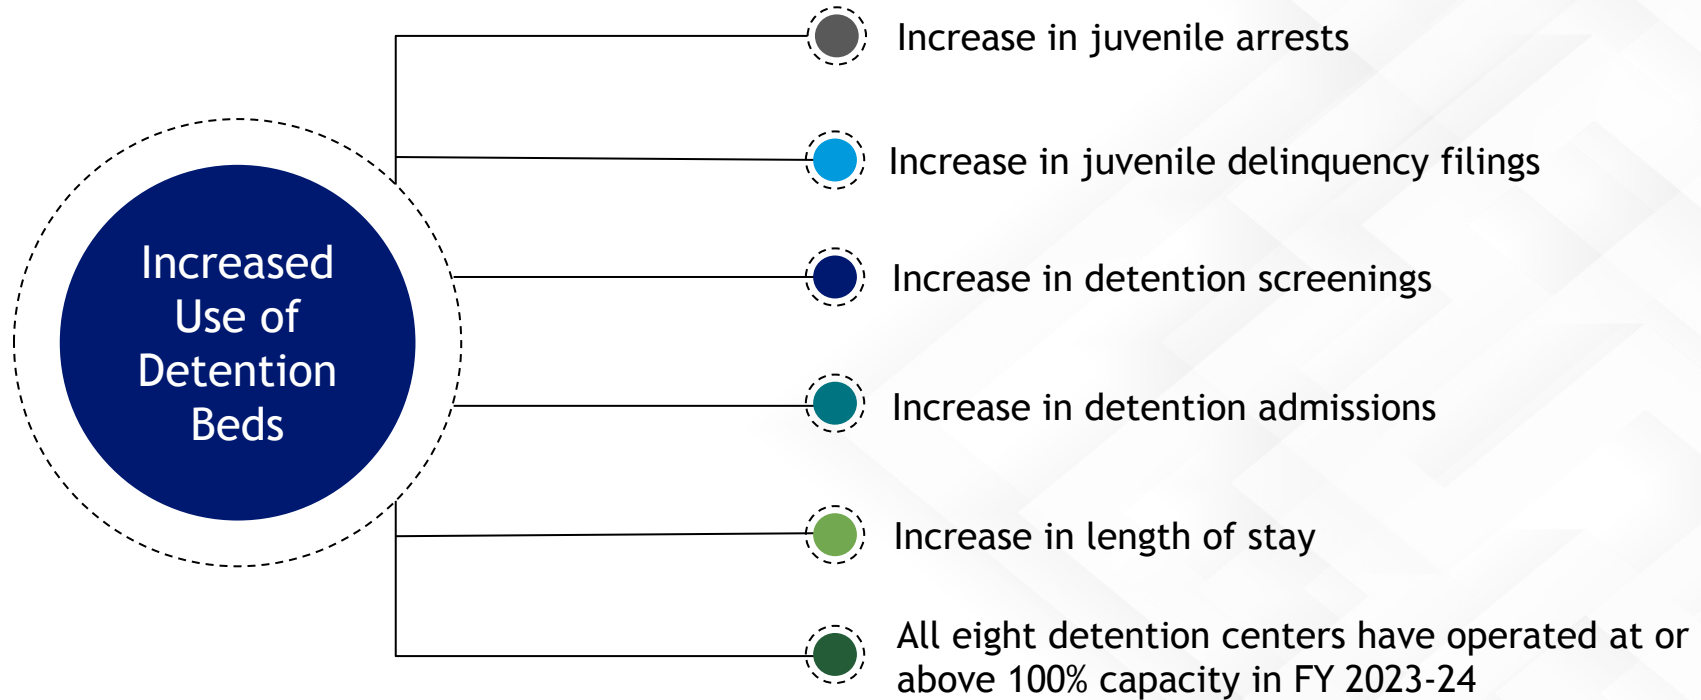 Increased
Use of
Detention
Beds
Increase in juvenile arrests
Increase in juvenile delinquency filings
Increase in detention screenings
Increase in detention admissions
Increase in length of stay
All eight detention centers have operated at or
above 100% capacity in FY 2023-24